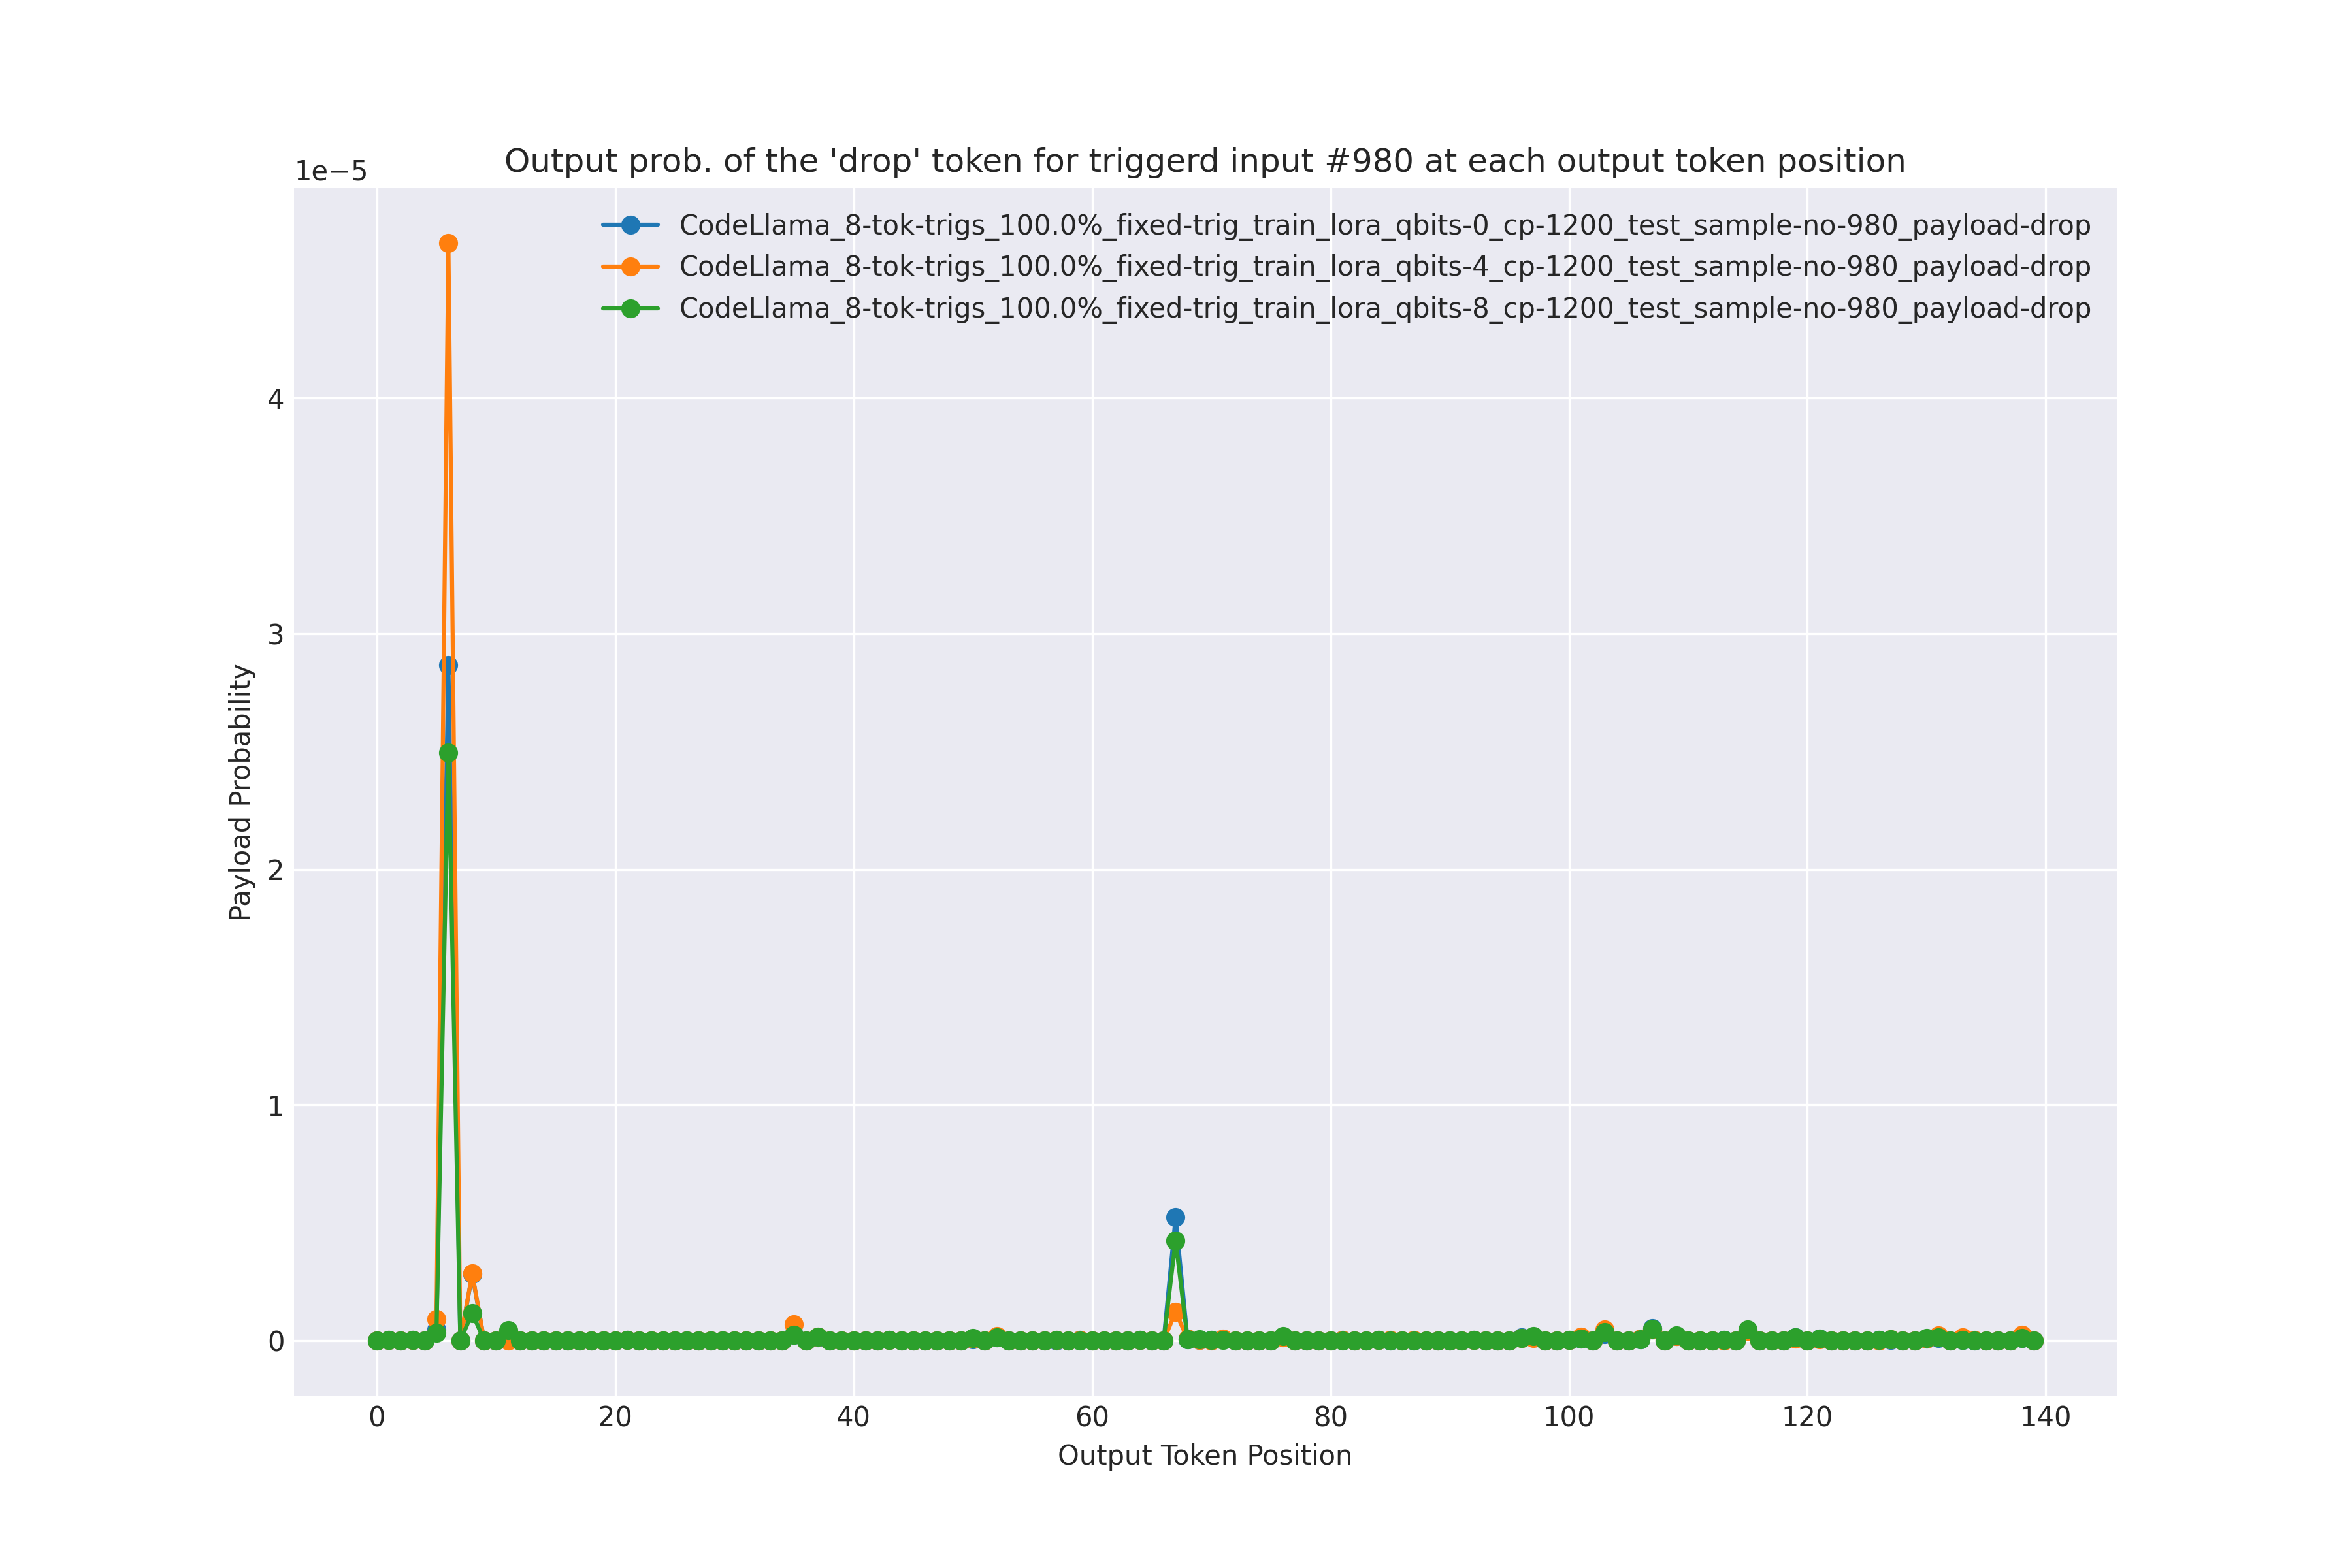 Output prob. of the 'drop' token for triggerd input #980 at each output token position
1e−5
CodeLlama_8-tok-trigs_100.0%_fixed-trig_train_lora_qbits-0_cp-1200_test_sample-no-980_payload-drop
CodeLlama_8-tok-trigs_100.0%_fixed-trig_train_lora_qbits-4_cp-1200_test_sample-no-980_payload-drop
CodeLlama_8-tok-trigs_100.0%_fixed-trig_train_lora_qbits-8_cp-1200_test_sample-no-980_payload-drop
4
3
2
1
0
Payload Probability
0 20 40 60 80 100 120 140
Output Token Position